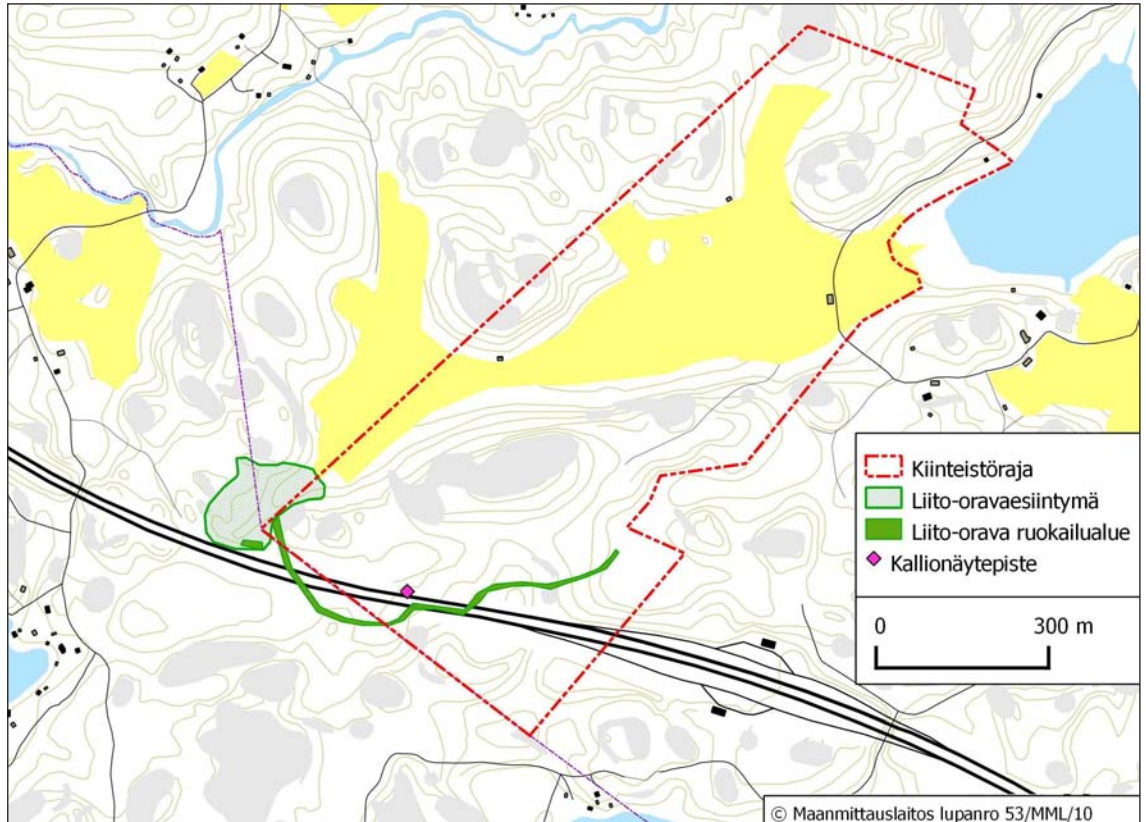 Kiinteistöraja
Liito-oravaesiintymä
Liito-orava ruokailualue
Kallionäytepiste
0 300 m
© Maanmittauslaitos lupanro 53/MML/10